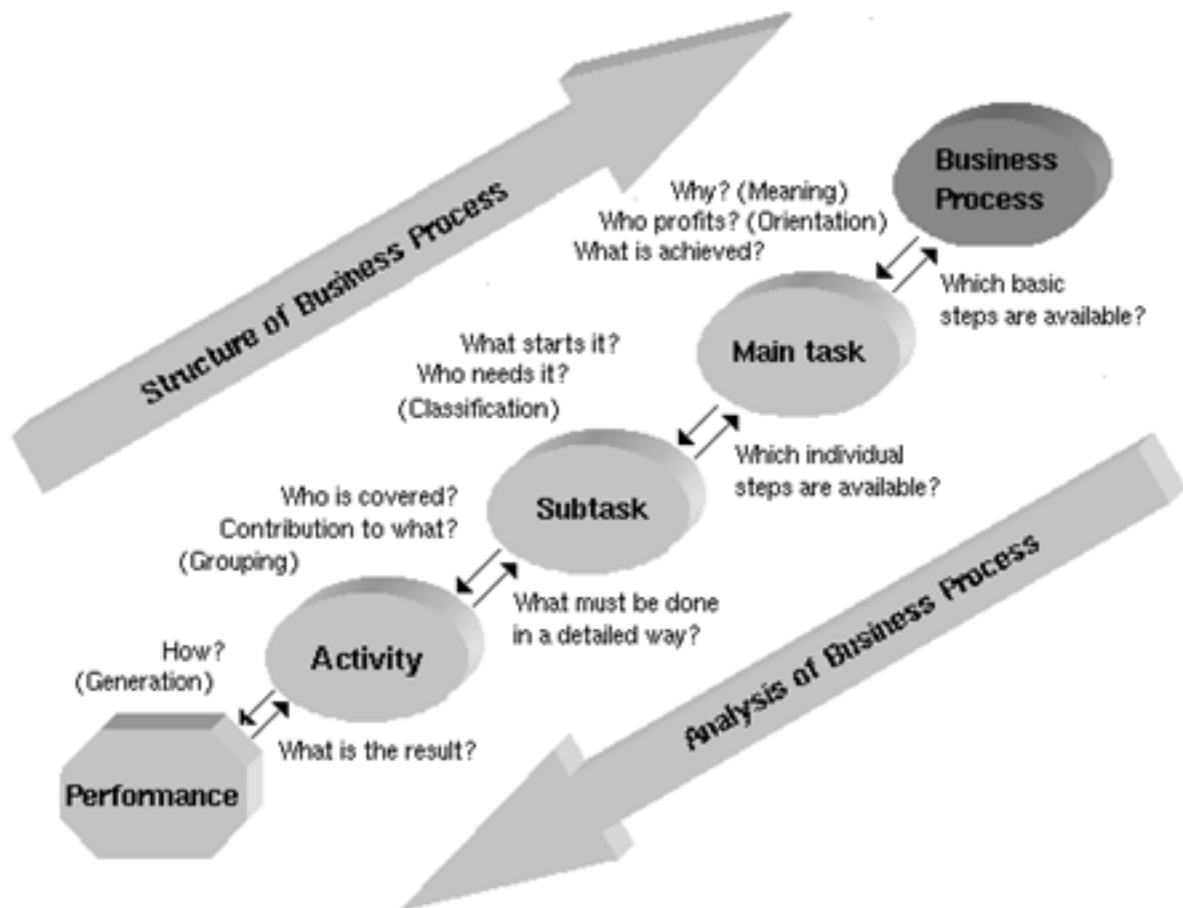 Structure of Business Process
Business
Process
Why? (Meaning)
Who profits? (Orientation)
What is achieved?
Which basic
steps are available?
Main task
What starts it?
Who needs it?
(Classification)
Which individual
steps are available?
Subtask
Who is covered?
Contribution to what?
(Grouping)
What must be done
in a detailed way?
Activity
How?
(Generation)
What is the result?
Performance
Analysis of Business Process